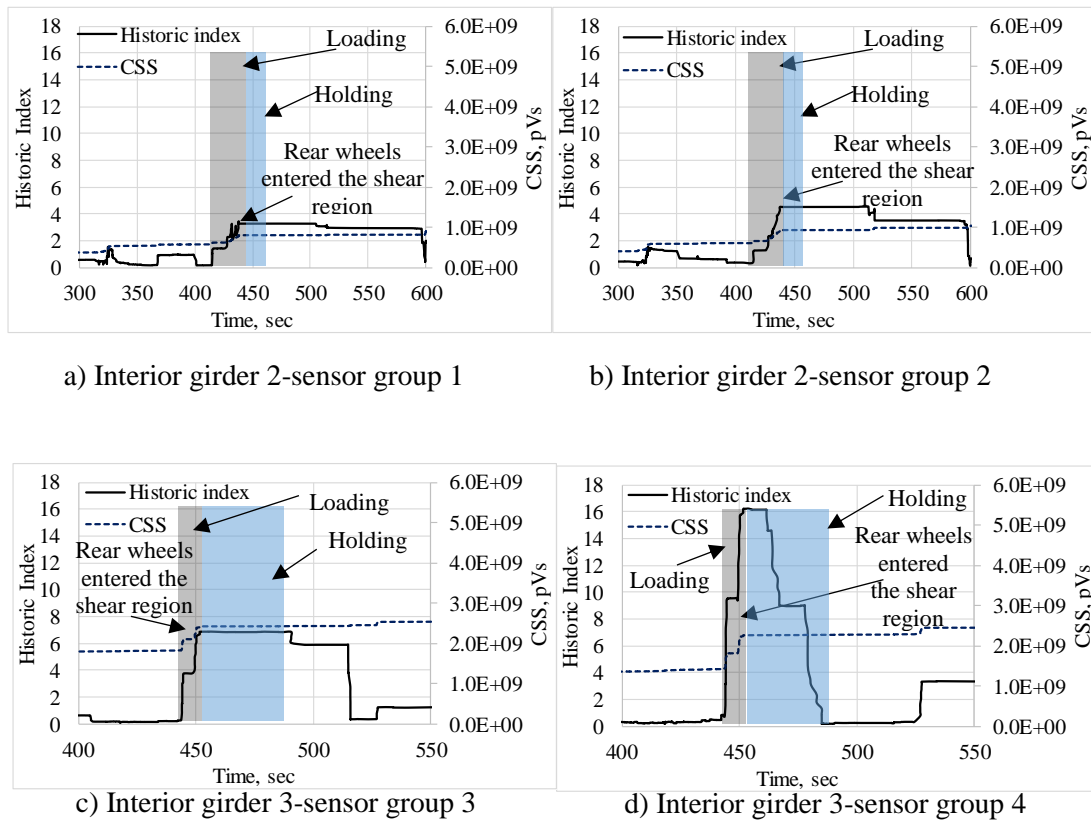 18
16
14
12
10
8
6
4
2
0
Historic Index
Historic index
CSS
Loading
Holding
Rear wheels
entered the shear
region
6.0E+09
5.0E+09
4.0E+09
3.0E+09
2.0E+09
1.0E+09
0.0E+00
CSS, pVs
300 350 400 450 500 550 600
Time, sec
a) Interior girder 2-sensor group 1
18
16
14
12
10
8
6
4
2
0
Historic Index
Historic index
CSS
Loading
Holding
Rear wheels
entered the shear
region
6.0E+09
5.0E+09
4.0E+09
3.0E+09
2.0E+09
1.0E+09
0.0E+00
CSS, pVs
300 350 400 450 500 550 600
Time, sec
b) Interior girder 2-sensor group 2
18
16
14
12
10
8
6
4
2
0
Historic Index
Historic index
CSS
Loading
Holding
Rear wheels
entered the
shear region
6.0E+09
5.0E+09
4.0E+09
3.0E+09
2.0E+09
1.0E+09
0.0E+00
CSS, pVs
400 450 500 550
Time, sec
c) Interior girder 3-sensor group 3
18
16
14
12
10
8
6
4
2
0
Historic Index
Historic index
CSS
Holding
Rear wheels
entered
the shear
region
Loading
6.0E+09
5.0E+09
4.0E+09
3.0E+09
2.0E+09
1.0E+09
0.0E+00
CSS, pVs
400 450 500 550
Time, sec
d) Interior girder 3-sensor group 4